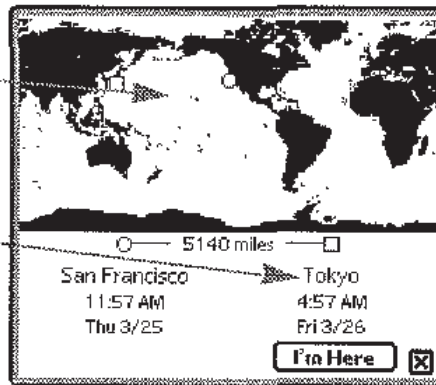 5140 miles
San Francisco Tokyo
11:57 AM 4:57 AM
Thu 3/25 Fri 3/26
I'm Here